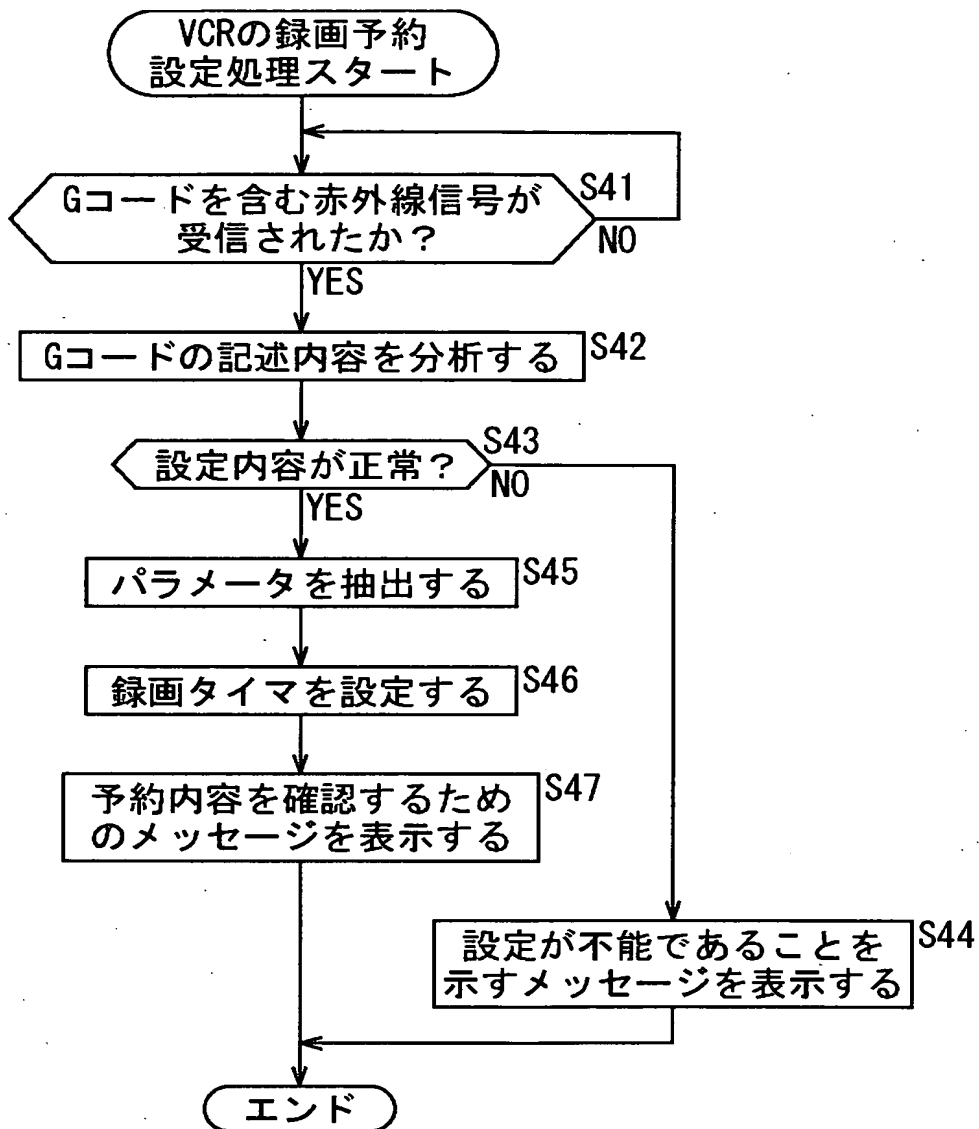 VCRの録画予約
設定処理スタート
Gコードを含む赤外線信号が
受信されたか？
S41
NO
YES
Gコードの記述内容を分析する
S42
設定内容が正常？
S43
NO
YES
パラメータを抽出する
S45
録画タイマを設定する
S46
予約内容を確認するため
のメッセージを表示する
S47
設定が不能であることを
示すメッセージを表示する
S44
エンド